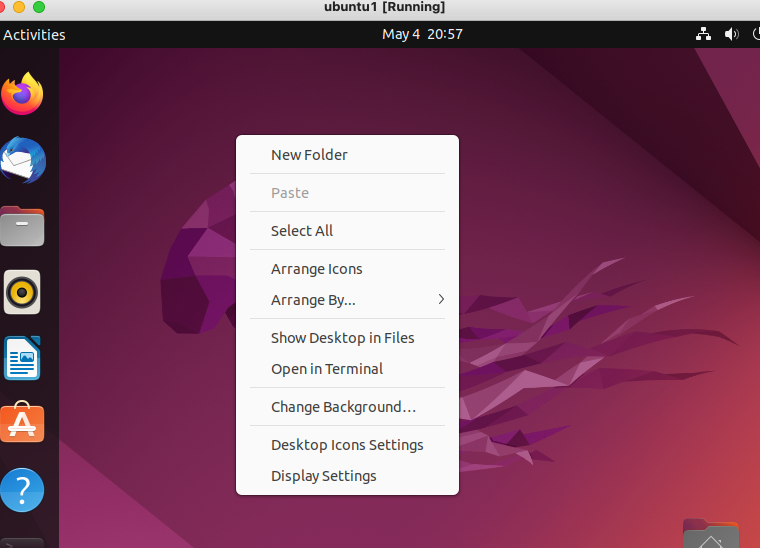 ubuntu1 [Running]
Activities
May 4 20:57
New Folder
Paste
Select All
Arrange Icons
Arrange By...
Show Desktop in Files
Open in Terminal
Change Background…
Desktop Icons Settings
Display Settings